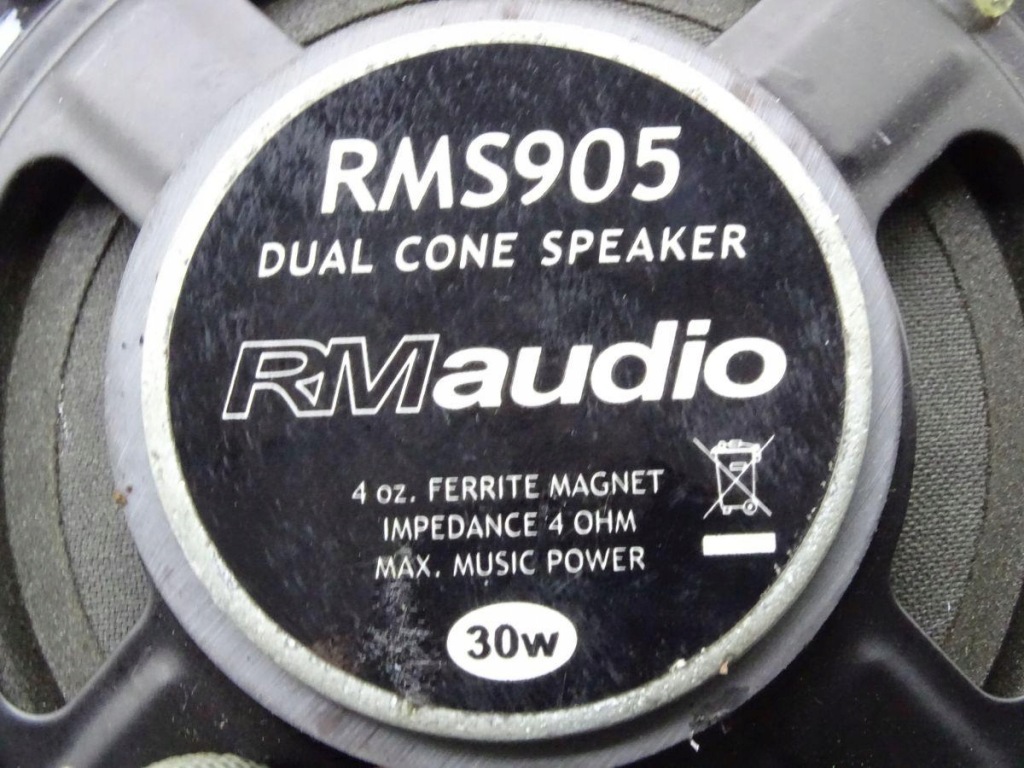 RMS905
DUAL CONE SPEAKER
RMaudio
4 oz. FERRITE MAGNET
IMPEDANCE 4 OHM
MAX. MUSIC POWER
30w